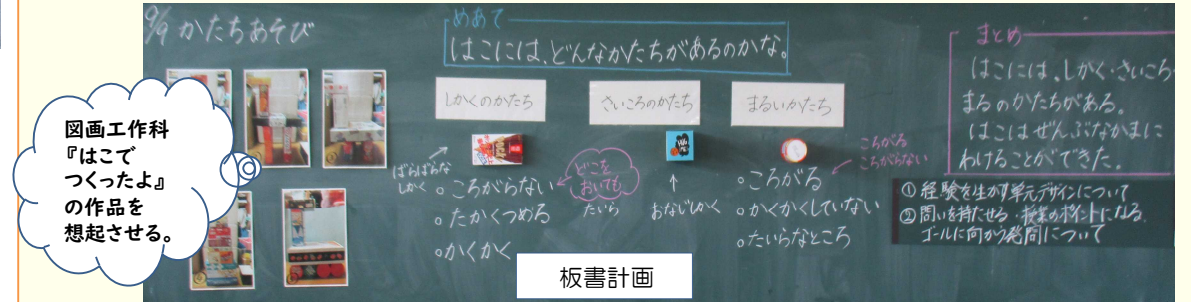 9/9 かたちあそび
めあて
はこには、どんなかたちがあるのかな。
図画工作科
『はこで
つくったよ』
の作品を
想起させる。
しかくのかたち
ばらばらな
しかく
○ころがらない
○たかくつめる
○かくかく
どこを
おいても
たいら
さいころのかたち
おなじしかく
まるいかたち
ころがる
ころがらない
○ころがる
○かくかくしていない
○たいらなところ
まとめ
はこには、しかく・さいころ・
まるのかたちがある。
はこはぜんぶなかまに
わけることができた。
① 経験を生かす単元デザインについて
② 問いを持たせる・授業のポイントになる、
ゴールに向かう発問について
板書計画